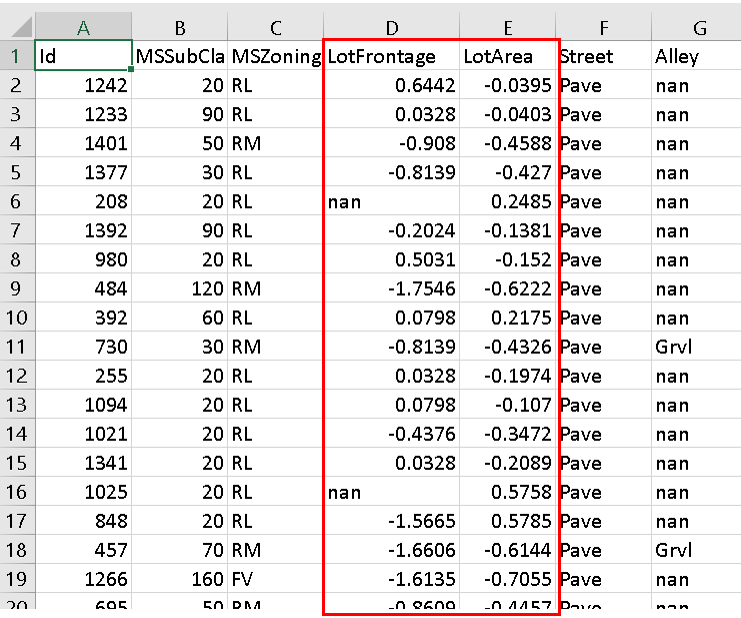 A B C D E F G
1 Id MSSubCla MSZoning LotFrontage LotArea Street Alley
2 1242 20 RL 0.6442 -0.0395 Pave nan
3 1233 90 RL 0.0328 -0.0403 Pave nan
4 1401 50 RM -0.908 -0.4588 Pave nan
5 1377 30 RL -0.8139 -0.427 Pave nan
6 208 20 RL nan 0.2485 Pave nan
7 1392 90 RL -0.2024 -0.1381 Pave nan
8 980 20 RL 0.5031 -0.152 Pave nan
9 484 120 RM -1.7546 -0.6222 Pave nan
10 392 60 RL 0.0798 0.2175 Pave nan
11 730 30 RM -0.8139 -0.4326 Pave Grvl
12 255 20 RL 0.0328 -0.1974 Pave nan
13 1094 20 RL 0.0798 -0.107 Pave nan
14 1021 20 RL -0.4376 -0.3472 Pave nan
15 1341 20 RL 0.0328 -0.2089 Pave nan
16 1025 20 RL nan 0.5758 Pave nan
17 848 20 RL -1.5665 0.5785 Pave nan
18 457 70 RM -1.6606 -0.6144 Pave Grvl
19 1266 160 FV -1.6135 -0.7055 Pave nan
20 695 50 RM -0.8609 -0.4457 Pave nan